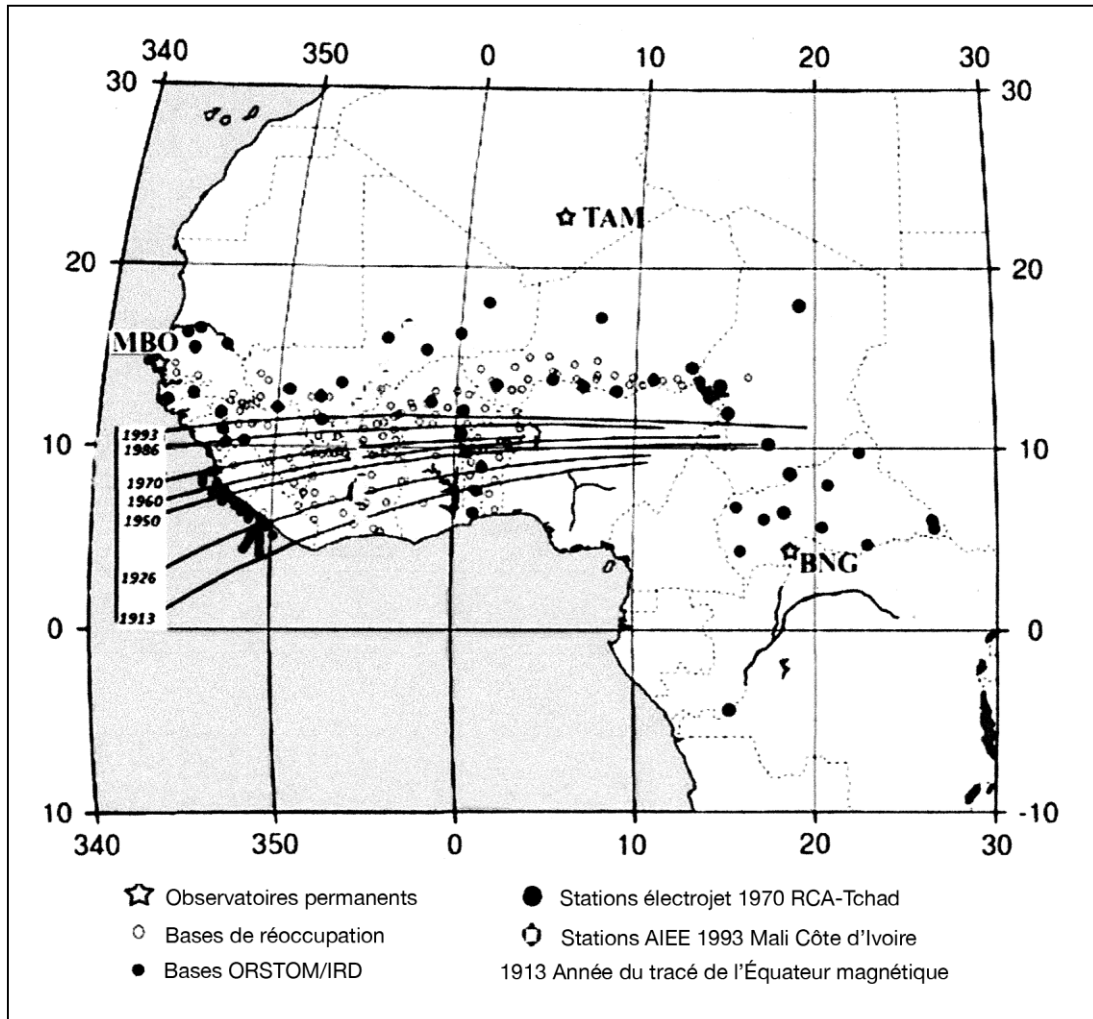 340 350 0 10 20 30
30 30
TAM
20 20
MBO
1993
10 10
1986
1970
1960
1950
BNG
1926
1913
0 0
10 -10
340 350 0 10 20 30
Observatoires permanents
Bases de réoccupation
Bases ORSTOM/IRD
Stations électrojet 1970 RCA-Tchad
Stations AIEE 1993 Mali Côte d’Ivoire
1913 Année du tracé de l’Équateur magnétique